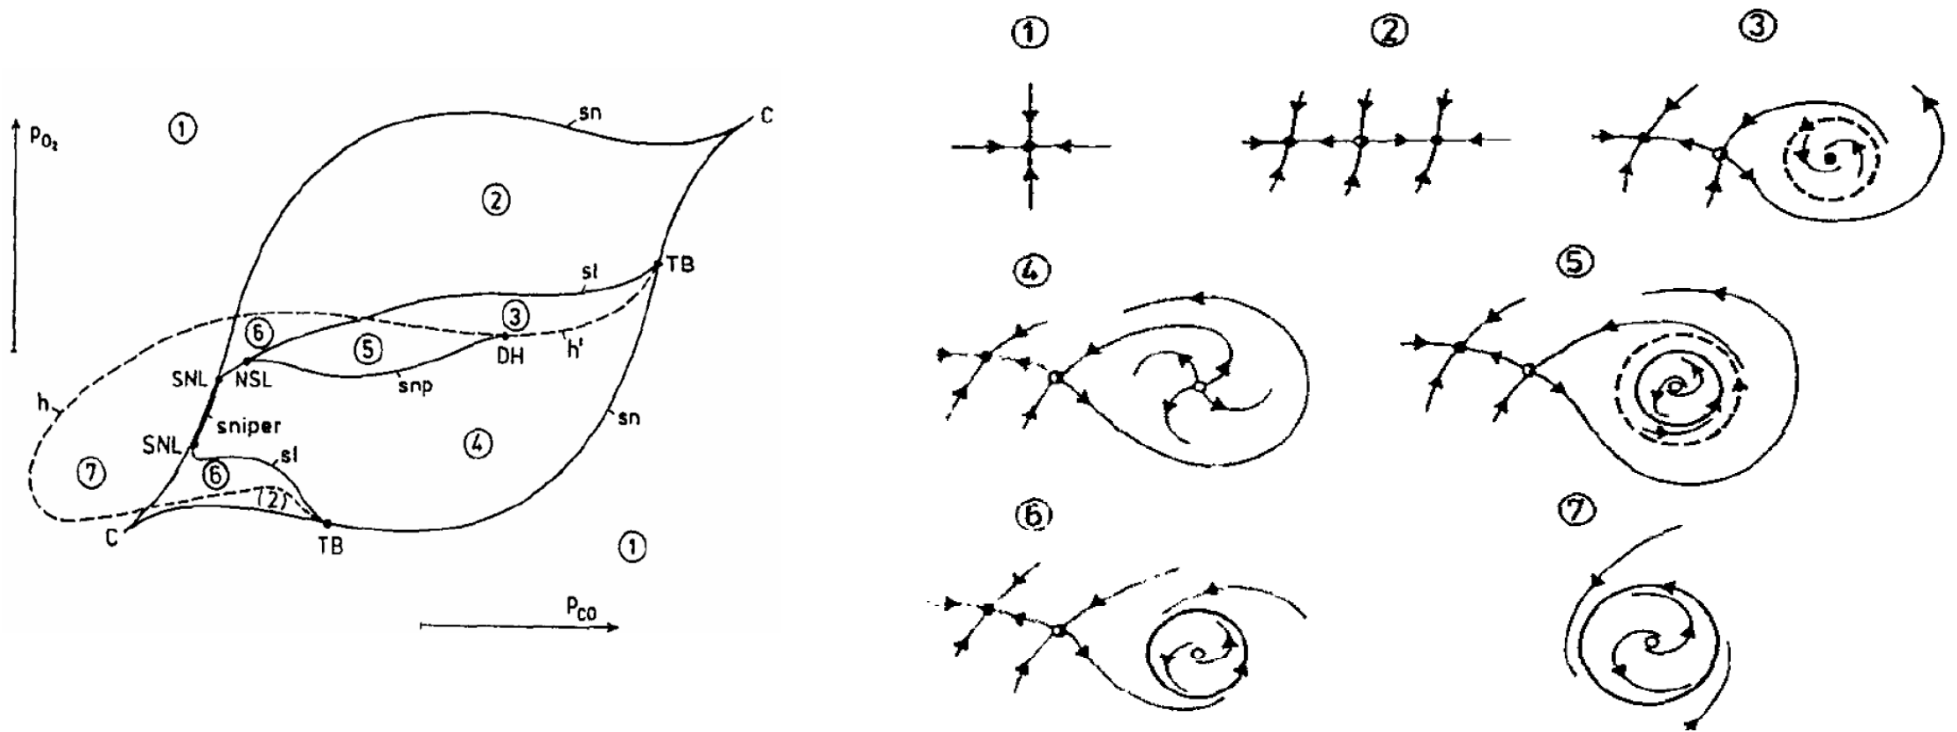 ① ② ③
① sn C
P_O₂
②
TB
sl
⑥ ③
⑤ h'
DH
SNL NSL
snp
h
sniper sn
SNL ④
⑦ sl
⑥
(2)
C TB ①
P_CO
④ ⑤
⑥ ⑦